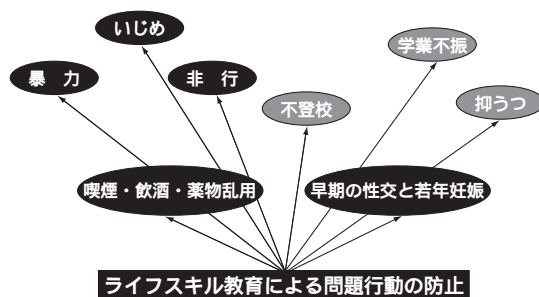 いじめ
学業不振
暴　力
非　行
不登校
抑うつ
喫煙・飲酒・薬物乱用
早期の性交と若年妊娠
ライフスキル教育による問題行動の防止